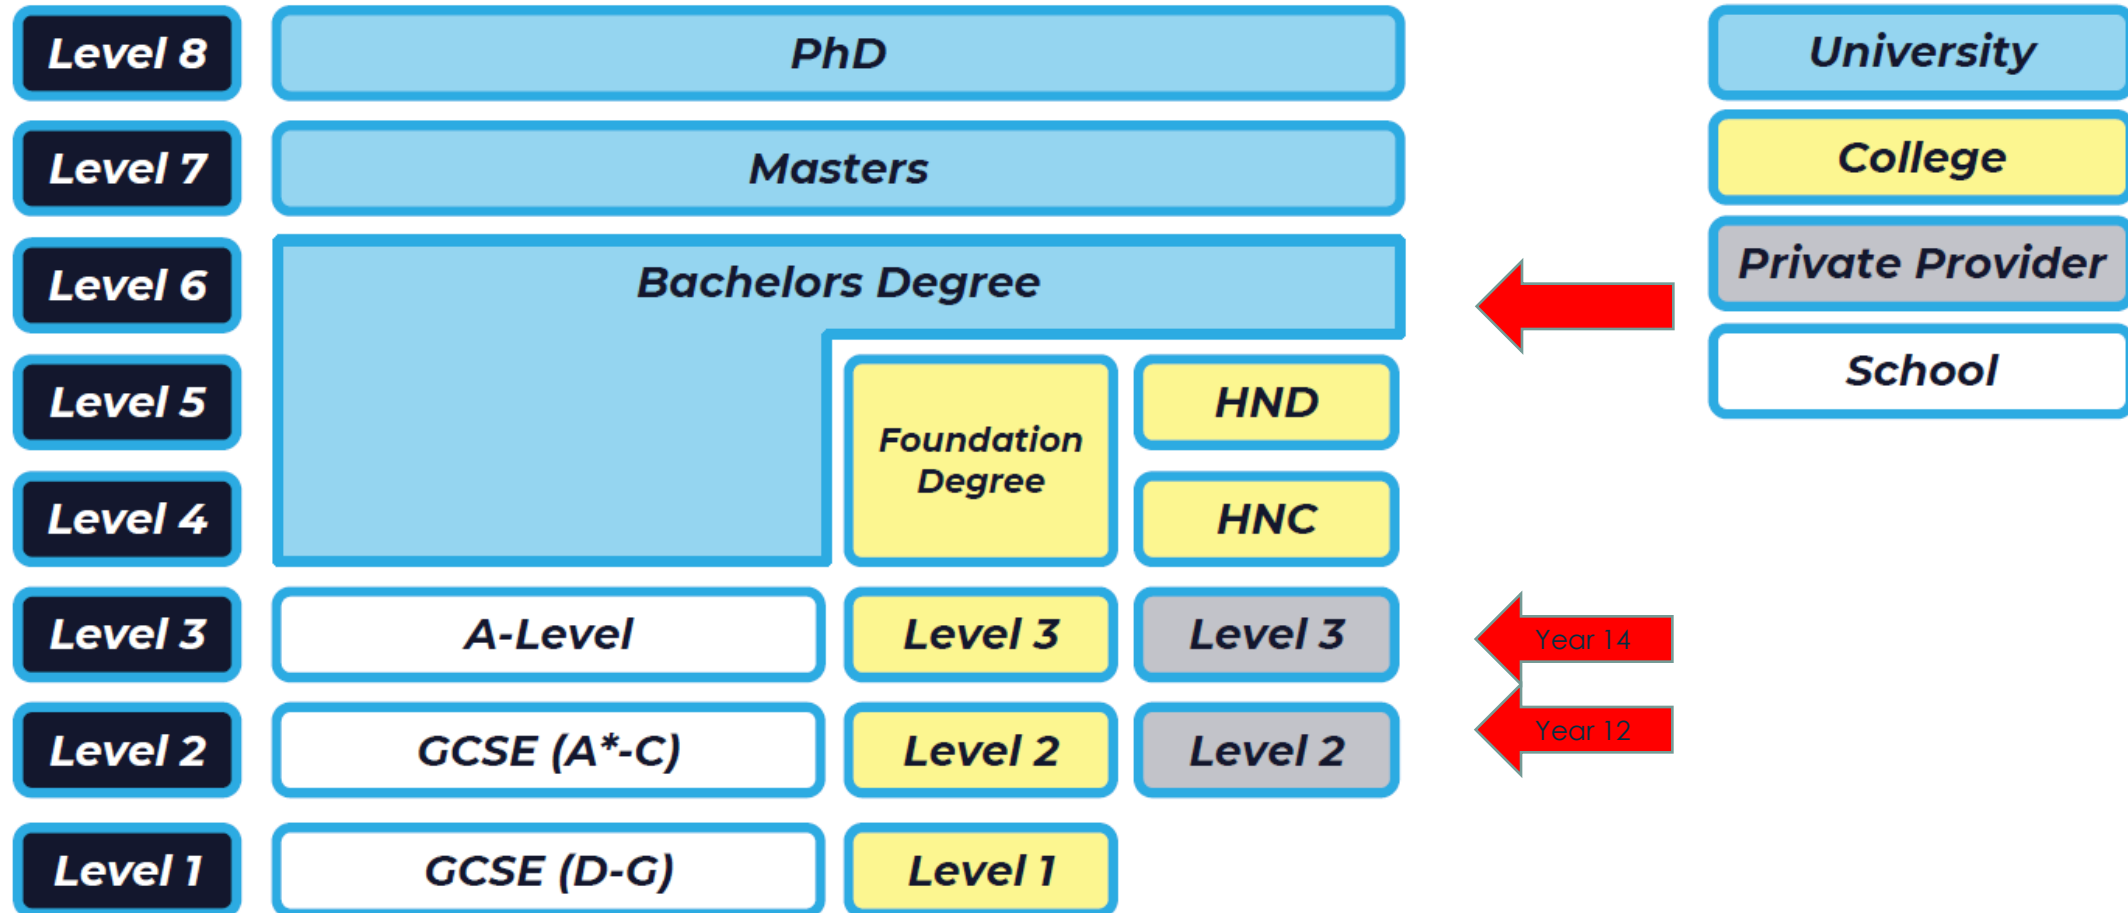 Level 8
PhD
University
Level 7
Masters
College
Level 6
Bachelors Degree
Private Provider
Level 5
Foundation
Degree
HND
School
Level 4
HNC
Level 3
A-Level
Level 3
Level 3
Year 14
Level 2
GCSE (A*-C)
Level 2
Level 2
Year 12
Level 1
GCSE (D-G)
Level 1